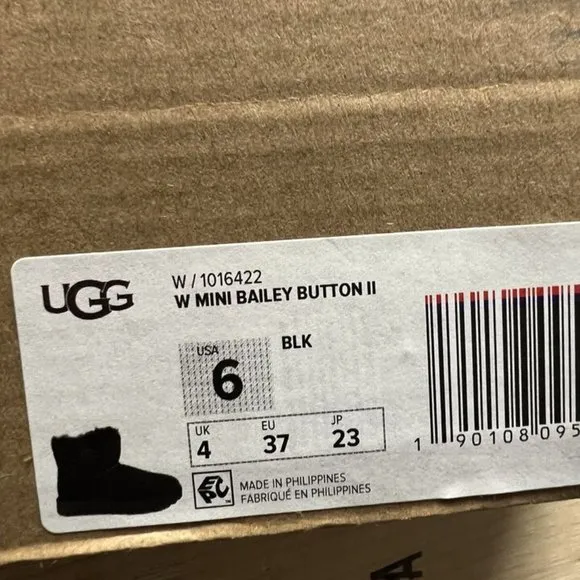 UGG
W / 1016422
W MINI BAILEY BUTTON II
USA
6
BLK
UK
4
EU
37
JP
23
1 90108 095
EPC
MADE IN PHILIPPINES
FABRIQUÉ EN PHILIPPINES
A